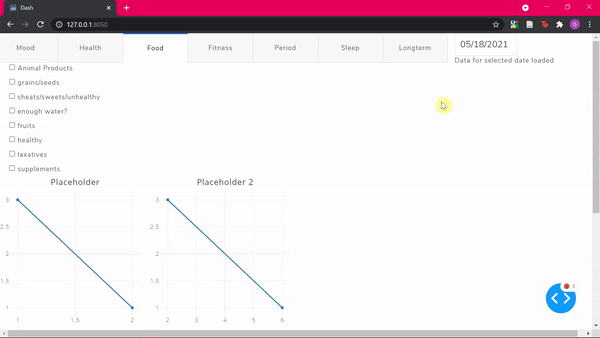 Dash
127.0.0.1:8050
G
Mood Health Food Fitness Period Sleep Longterm
05/18/2021
Data for selected date loaded
Animal Products
grains/seeds
cheats/sweets/unhealthy
enough water?
fruits
healthy
laxatives
supplements
Placeholder Placeholder 2
3 3
2.5 2.5
2 2
1.5 1.5
1 1
1 1.5 2 2 3 4 5 6
3